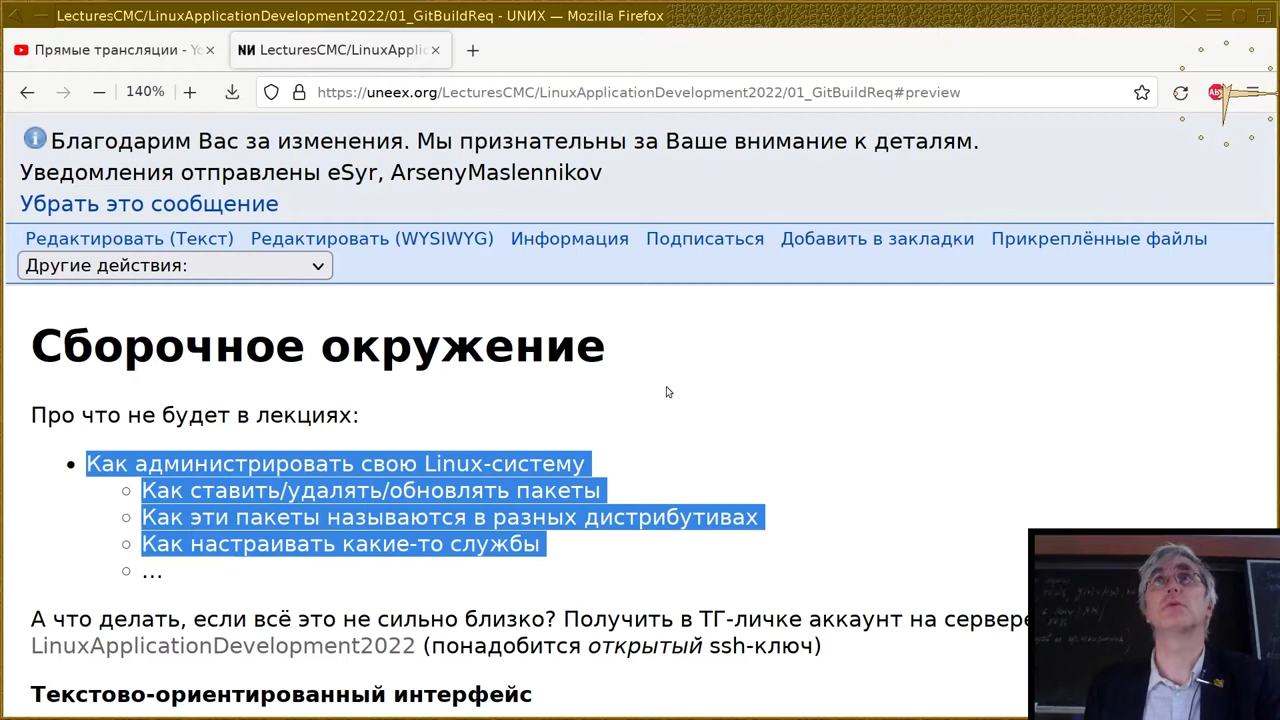 LecturesCMC/LinuxApplicationDevelopment2022/01_GitBuildReq - UNИX — Mozilla Firefox
Прямые трансляции - Yo
NИ LecturesCMC/LinuxApplic
140%
https://uneex.org/LecturesCMC/LinuxApplicationDevelopment2022/01_GitBuildReq#preview
Благодарим Вас за изменения. Мы признательны за Ваше внимание к деталям.
Уведомления отправлены eSyr, ArsenyMaslennikov
Убрать это сообщение
Редактировать (Текст) Редактировать (WYSIWYG) Информация Подписаться Добавить в закладки Прикреплённые файлы
Другие действия:
Сборочное окружение
Про что не будет в лекциях:
Как администрировать свою Linux-систему
Как ставить/удалять/обновлять пакеты
Как эти пакеты называются в разных дистрибутивах
Как настраивать какие-то службы
...
А что делать, если всё это не сильно близко? Получить в ТГ-личке аккаунт на сервере
LinuxApplicationDevelopment2022 (понадобится открытый ssh-ключ)
Текстово-ориентированный интерфейс